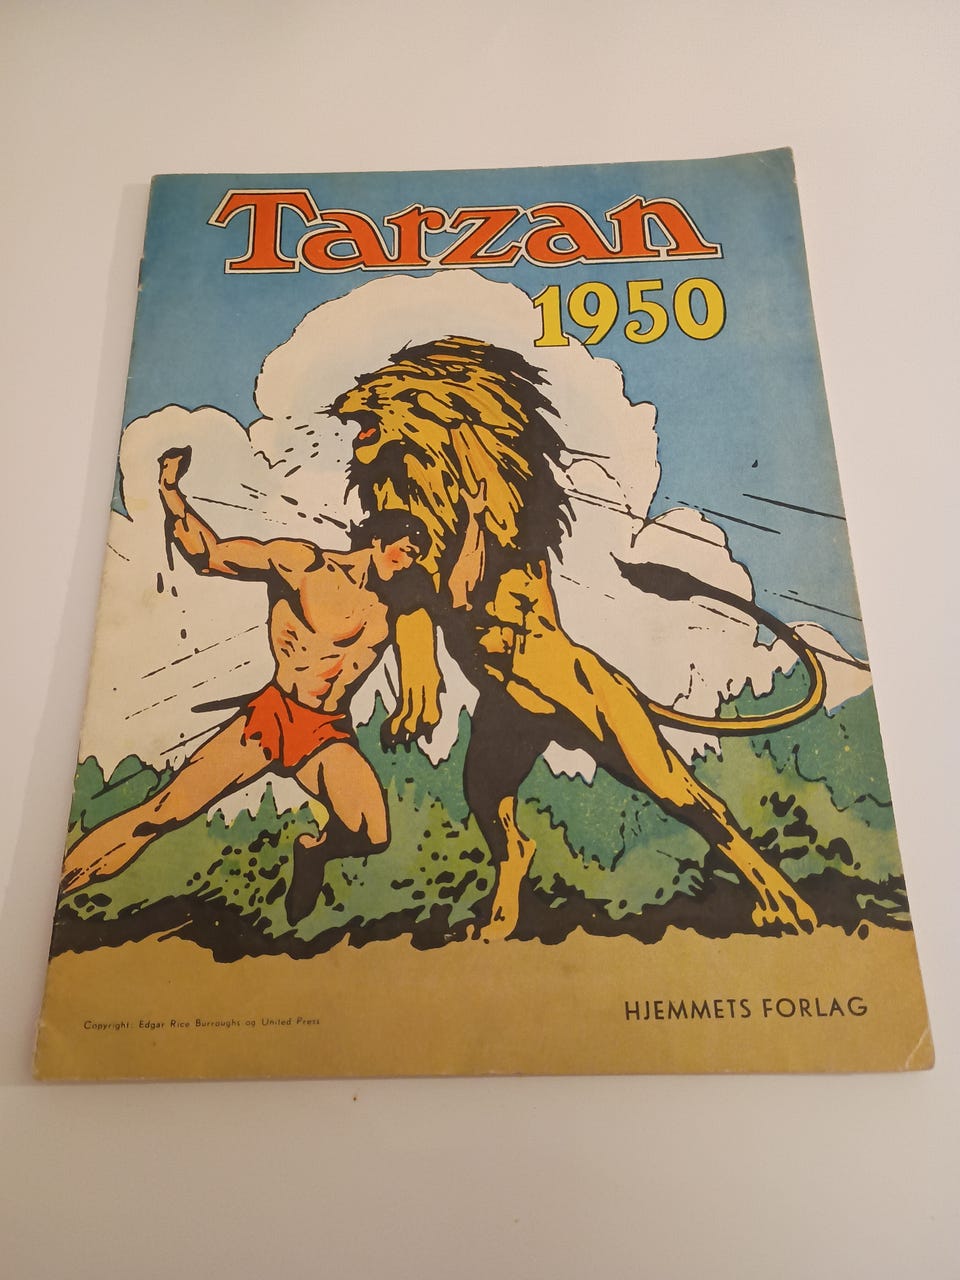 Tarzan
1950
HJEMMETS FORLAG
Copyright: Edgar Rice Burroughs og United Press